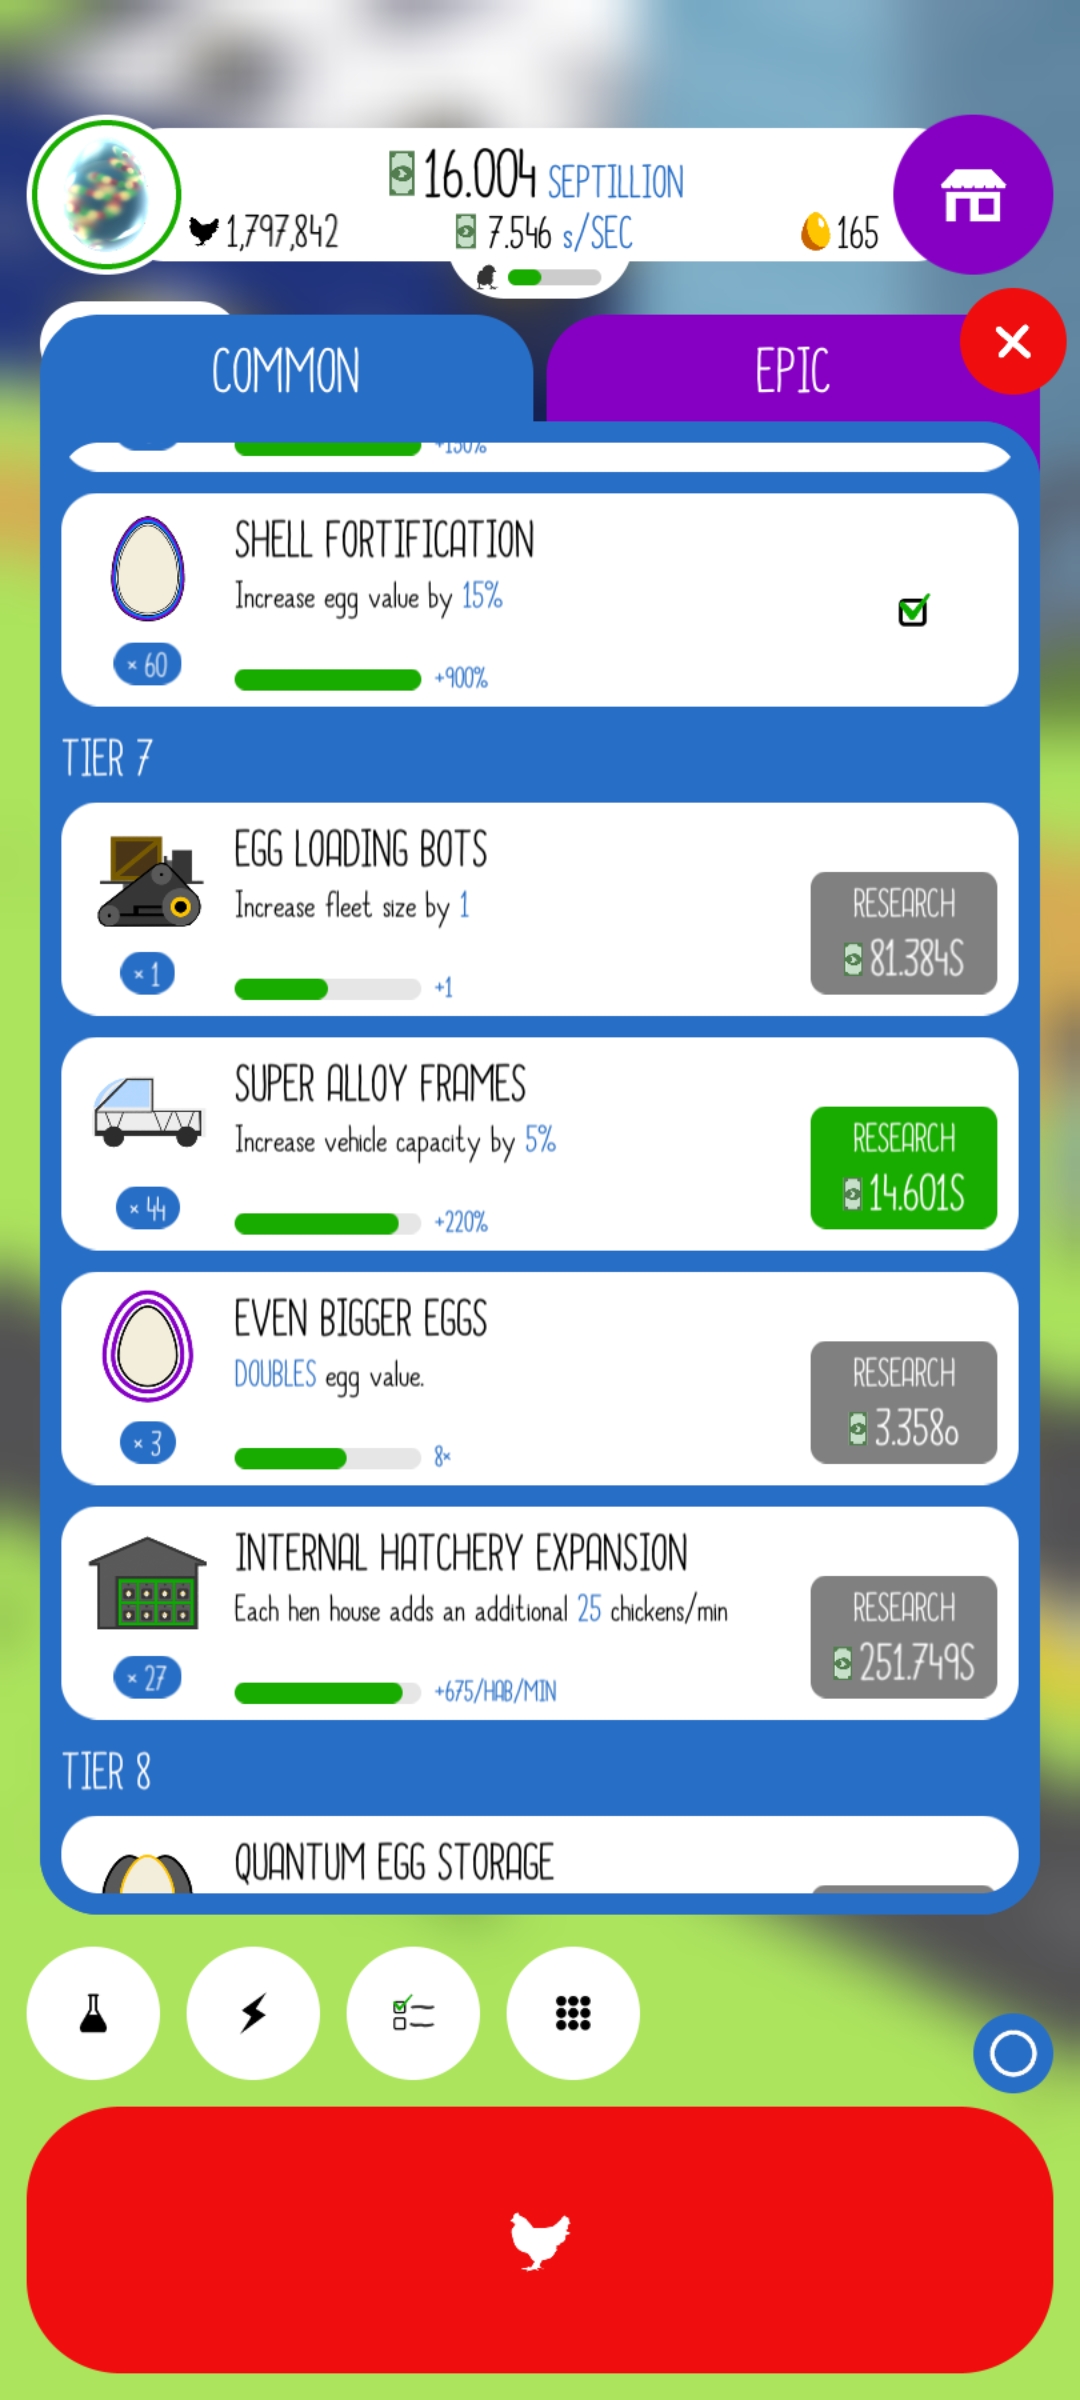 16.004 SEPTILLION
1,797,842
7.546 s/SEC
165
COMMON
EPIC
+150%
SHELL FORTIFICATION
Increase egg value by 15%
× 60
+900%
TIER 7
EGG LOADING BOTS
Increase fleet size by 1
RESEARCH
81.384S
× 1
+1
SUPER ALLOY FRAMES
Increase vehicle capacity by 5%
RESEARCH
14.601S
× 44
+220%
EVEN BIGGER EGGS
DOUBLES egg value.
RESEARCH
3.358o
× 3
8×
INTERNAL HATCHERY EXPANSION
Each hen house adds an additional 25 chickens/min
RESEARCH
251.749S
× 27
+675/HAB/MIN
TIER 8
QUANTUM EGG STORAGE